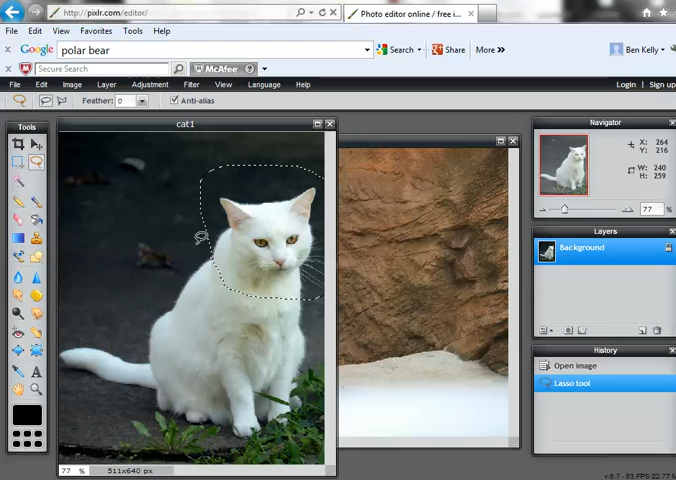 http://pixlr.com/editor/
Photo editor online / free i...
File Edit View Favorites Tools Help
Google polar bear Search Share More » Ben Kelly
Secure Search McAfee
File Edit Image Layer Adjustment Filter View Language Help Login Sign up
Feather: 0 Anti-alias
Tools
cat1
Navigator
X: 264
Y: 216
W: 240
H: 259
77 %
Layers
Background
History
Open image
Lasso tool
77 % 511x640 px